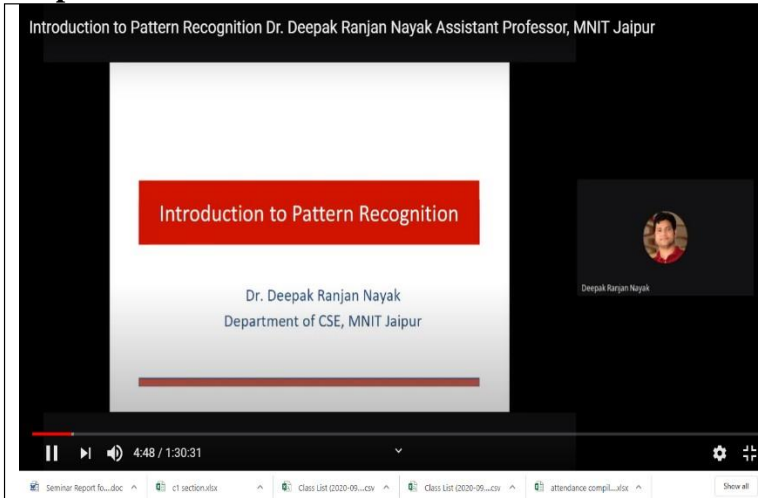 Introduction to Pattern Recognition Dr. Deepak Ranjan Nayak Assistant Professor, MNIT Jaipur
Introduction to Pattern Recognition
Dr. Deepak Ranjan Nayak
Department of CSE, MNIT Jaipur
Deepak Ranjan Nayak
4:48 / 1:30:31
Seminar Report fo....doc
c1 section.xlsx
Class List (2020-09....csv
Class List (2020-09....csv
attendance compil....xlsx
Show all